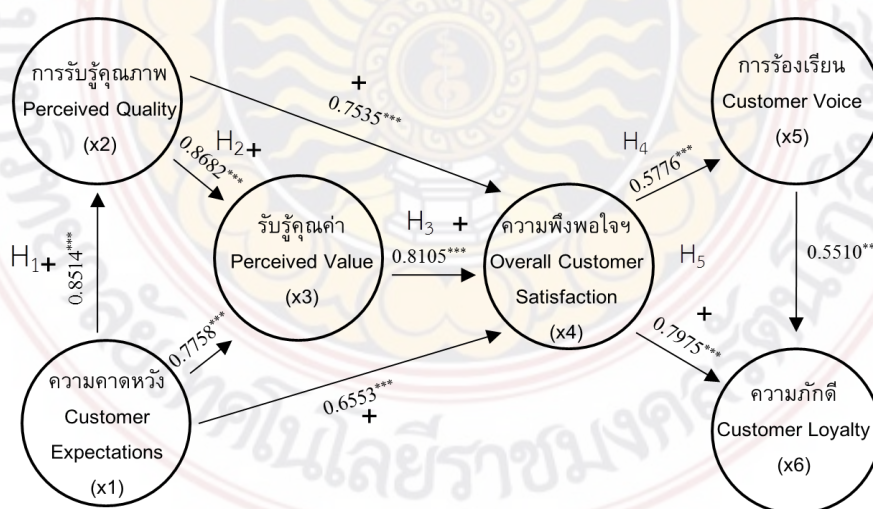 การรับรู้คุณภาพ
Perceived Quality
(x2)
+
0.7535***
H2+
0.8682***
การร้องเรียน
Customer Voice
(x5)
H4
0.5776***
รับรู้คุณค่า
Perceived Value
(x3)
H3 +
0.8105***
ความพึงพอใจฯ
Overall Customer
Satisfaction
(x4)
H5
+
0.7975***
0.5510**
H1+
0.8514***
0.7758***
0.6553***
+
ความคาดหวัง
Customer
Expectations
(x1)
ความภักดี
Customer Loyalty
(x6)